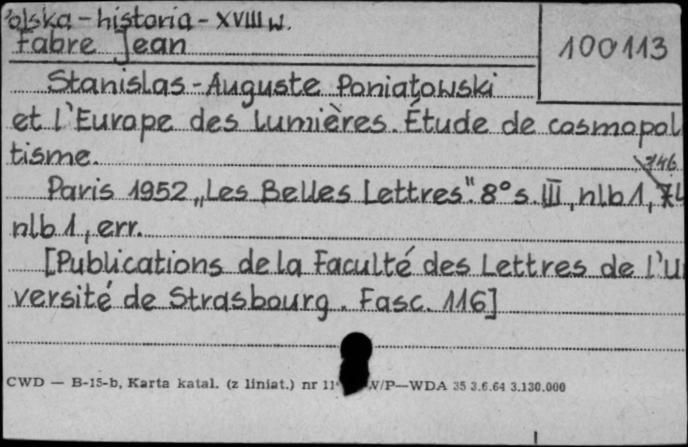 olska - historia - XVIII w.
Fabre Jean
100113
Stanislas-Auguste Poniatowski
et l'Europe des lumières. Étude de cosmopol
tisme.
746
Paris 1952 „Les Belles Lettres". 8° s. III, nlb 1, 74
nlb 1, err.
[Publications de la Faculté des Lettres de l'U
versité de Strasbourg. Fasc. 116]
CWD — B-15-b, Karta katal. (z liniat.) nr 11 W/P—WDA 35 3.6.64 3.130.000